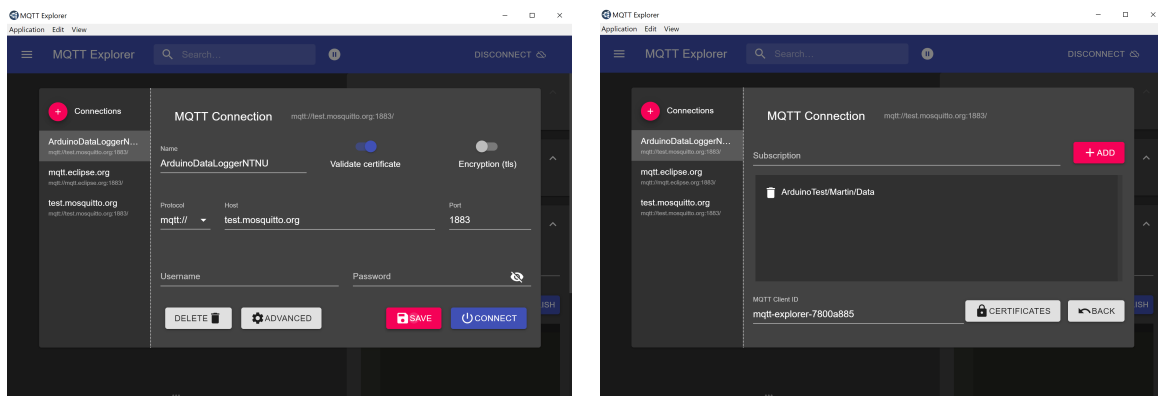 MQTT Explorer
Application Edit View
MQTT Explorer Search... DISCONNECT
Connections
ArduinoDataLoggerN...
mqtt://test.mosquitto.org:1883/
mqtt.eclipse.org
mqtt://mqtt.eclipse.org:1883/
test.mosquitto.org
mqtt://test.mosquitto.org:1883/
MQTT Connection mqtt://test.mosquitto.org:1883/
Name
ArduinoDataLoggerNTNU
Validate certificate
Encryption (tls)
Protocol Host Port
mqtt:// test.mosquitto.org 1883
Username Password
DELETE ADVANCED SAVE CONNECT
ISH
MQTT Explorer
Application Edit View
MQTT Explorer Search... DISCONNECT
Connections
ArduinoDataLoggerN...
mqtt://test.mosquitto.org:1883/
mqtt.eclipse.org
mqtt://mqtt.eclipse.org:1883/
test.mosquitto.org
mqtt://test.mosquitto.org:1883/
MQTT Connection mqtt://test.mosquitto.org:1883/
Subscription + ADD
ArduinoTest/Martin/Data
MQTT Client ID
mqtt-explorer-7800a885
CERTIFICATES BACK
ISH